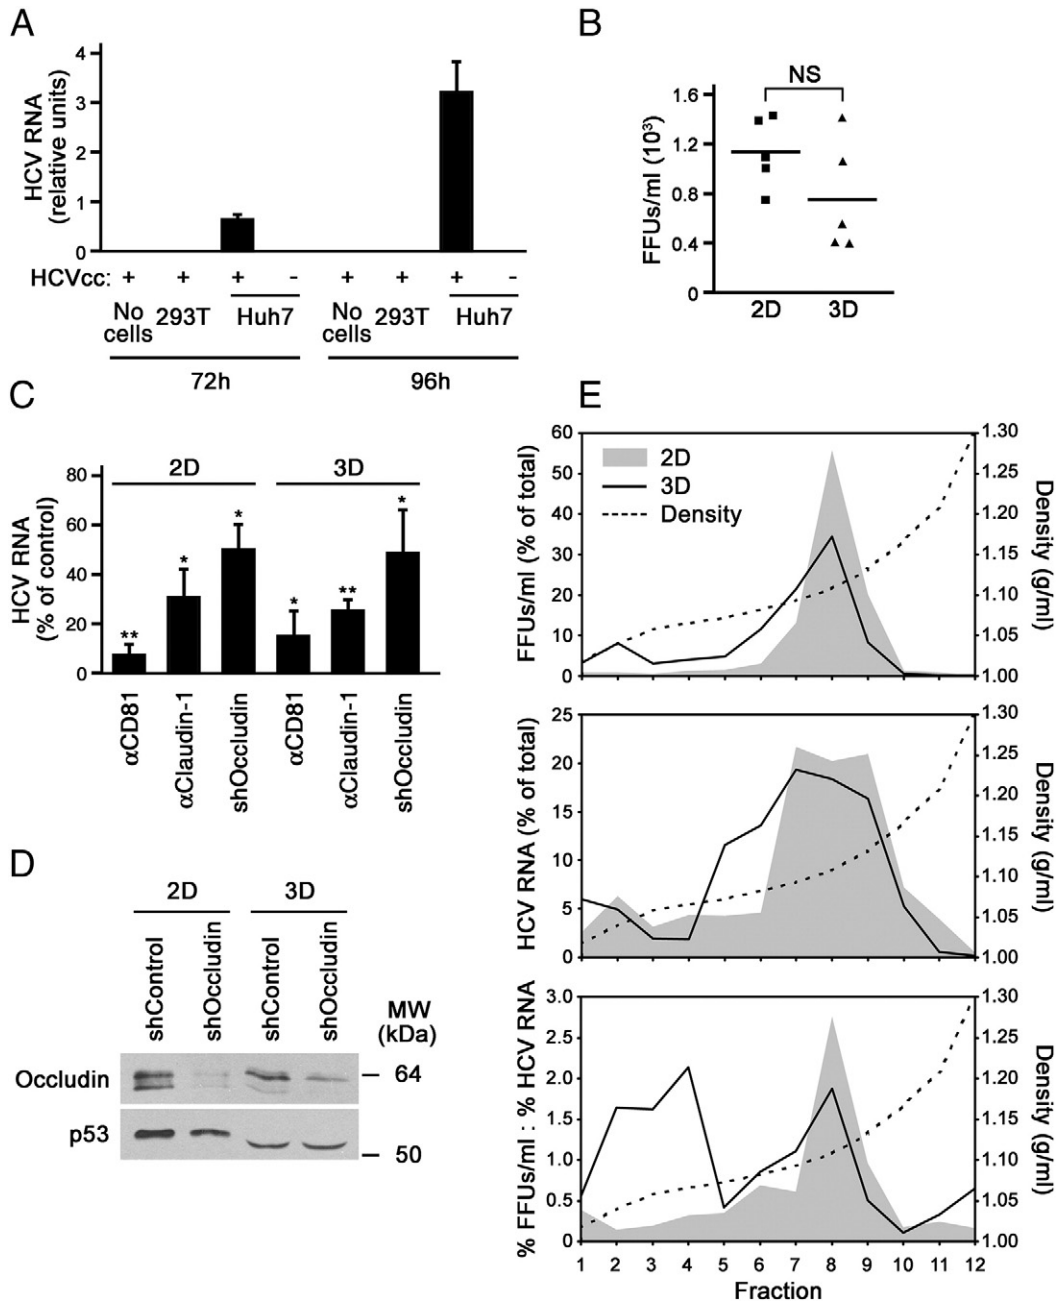 A
HCV RNA
(relative units)
4
3
2
1
0
HCVcc: + + + - + + + -
No cells 293T Huh7 No cells 293T Huh7
72h 96h
B
NS
FFUs/ml (10³)
1.6
1.2
0.8
0.4
0
2D 3D
C
2D 3D
HCV RNA
(% of control)
80
60
40
20
0
** * * * ** *
αCD81 αClaudin-1 shOccludin αCD81 αClaudin-1 shOccludin
D
2D 3D
shControl shOccludin shControl shOccludin
MW
(kDa)
Occludin 64
p53 50
E
2D
3D
Density
FFUs/ml (% of total)
60
50
40
30
20
10
0
Density (g/ml)
1.30
1.25
1.20
1.15
1.10
1.05
1.00
HCV RNA (% of total)
25
20
15
10
5
0
Density (g/ml)
1.30
1.25
1.20
1.15
1.10
1.05
1.00
% FFUs/ml : % HCV RNA
3.0
2.5
2.0
1.5
1.0
0.5
0
Density (g/ml)
1.30
1.25
1.20
1.15
1.10
1.05
1.00
1 2 3 4 5 6 7 8 9 10 11 12
Fraction